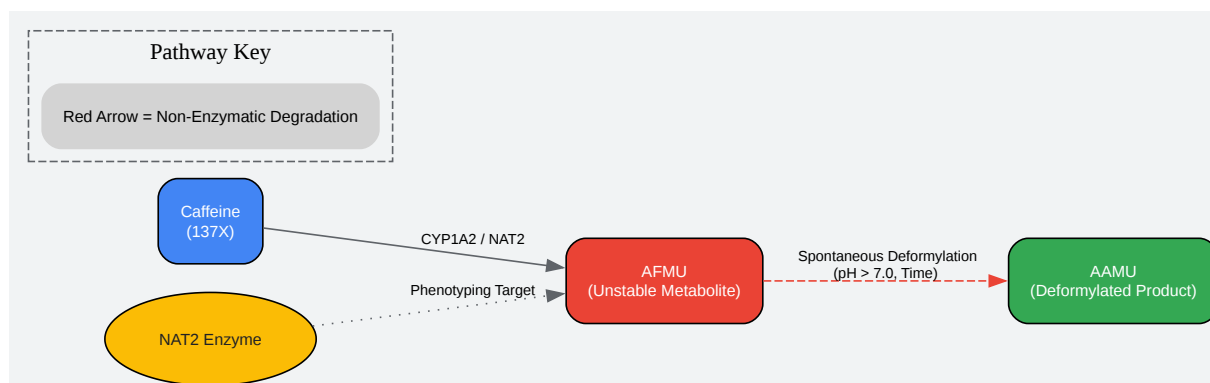 Pathway Key
Red Arrow = Non-Enzymatic Degradation
Caffeine
(137X)
CYP1A2 / NAT2
Phenotyping Target
NAT2 Enzyme
AFMU
(Unstable Metabolite)
Spontaneous Deformylation
(pH > 7.0, Time)
AAMU
(Deformylated Product)